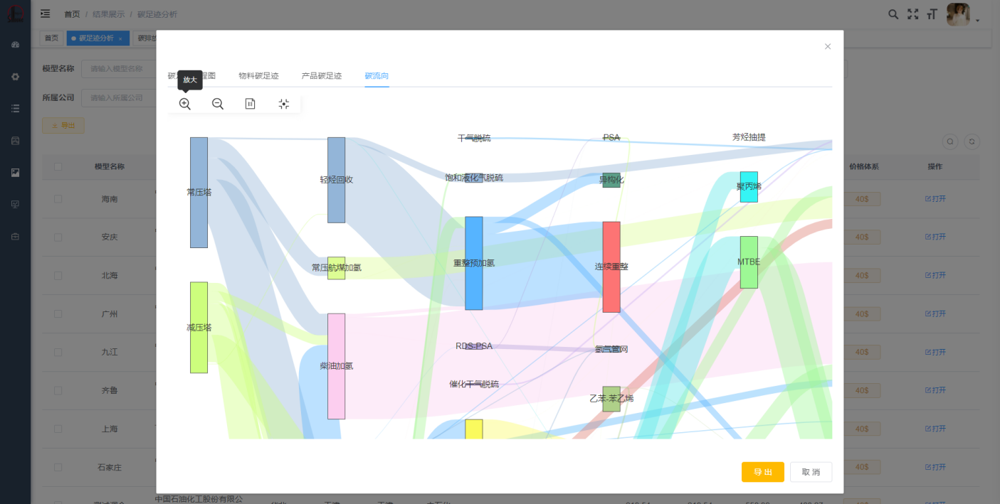 首页 / 结果展示 / 碳足迹分析
首页
碳足迹分析 ×
碳排放
模型名称
请输入模型名称
所属公司
请输入所属公司
导出
放大
物料碳足迹
产品碳足迹
碳流向
干气脱硫
PSA
芳烃抽提
轻烃回收
饱和液化气脱硫
异构化
常压塔
聚丙烯
常压航煤加氢
重整预加氢
连续重整
MTBE
减压塔
RDS-PSA
氢气管网
柴油加氢
催化干气脱硫
乙苯-苯乙烯
导出
取消
模型名称
价格体系
操作
海南
40$
打开
安庆
40$
打开
北海
40$
打开
广州
40$
打开
九江
40$
打开
齐鲁
40$
打开
上海
40$
打开
石家庄
40$
打开
中国石油化工股份有限公